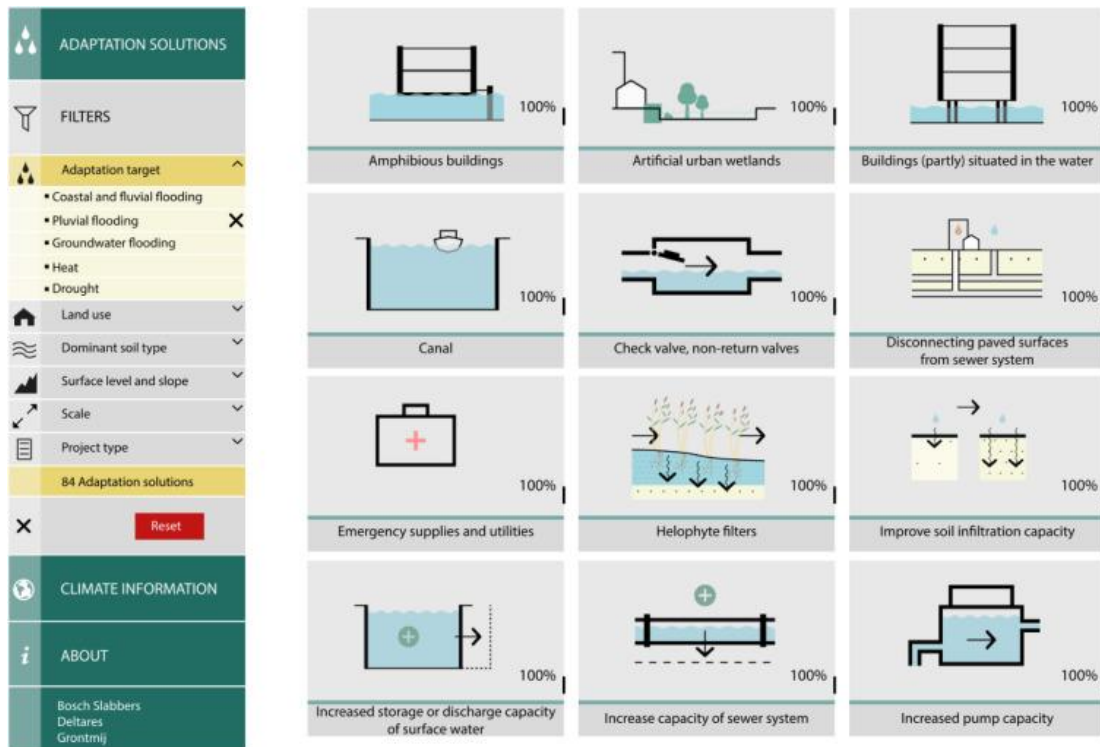 ADAPTATION SOLUTIONS
FILTERS
Adaptation target
Coastal and fluvial flooding
Pluvial flooding
Groundwater flooding
Heat
Drought
Land use
Dominant soil type
Surface level and slope
Scale
Project type
84 Adaptation solutions
Reset
CLIMATE INFORMATION
i ABOUT
Bosch Slabbers
Deltares
Grontmij
100%
Amphibious buildings
100%
Artificial urban wetlands
100%
Buildings (partly) situated in the water
100%
Canal
100%
Check valve, non-return valves
100%
Disconnecting paved surfaces
from sewer system
100%
Emergency supplies and utilities
100%
Helophyte filters
100%
Improve soil infiltration capacity
100%
Increased storage or discharge capacity
of surface water
100%
Increase capacity of sewer system
100%
Increased pump capacity